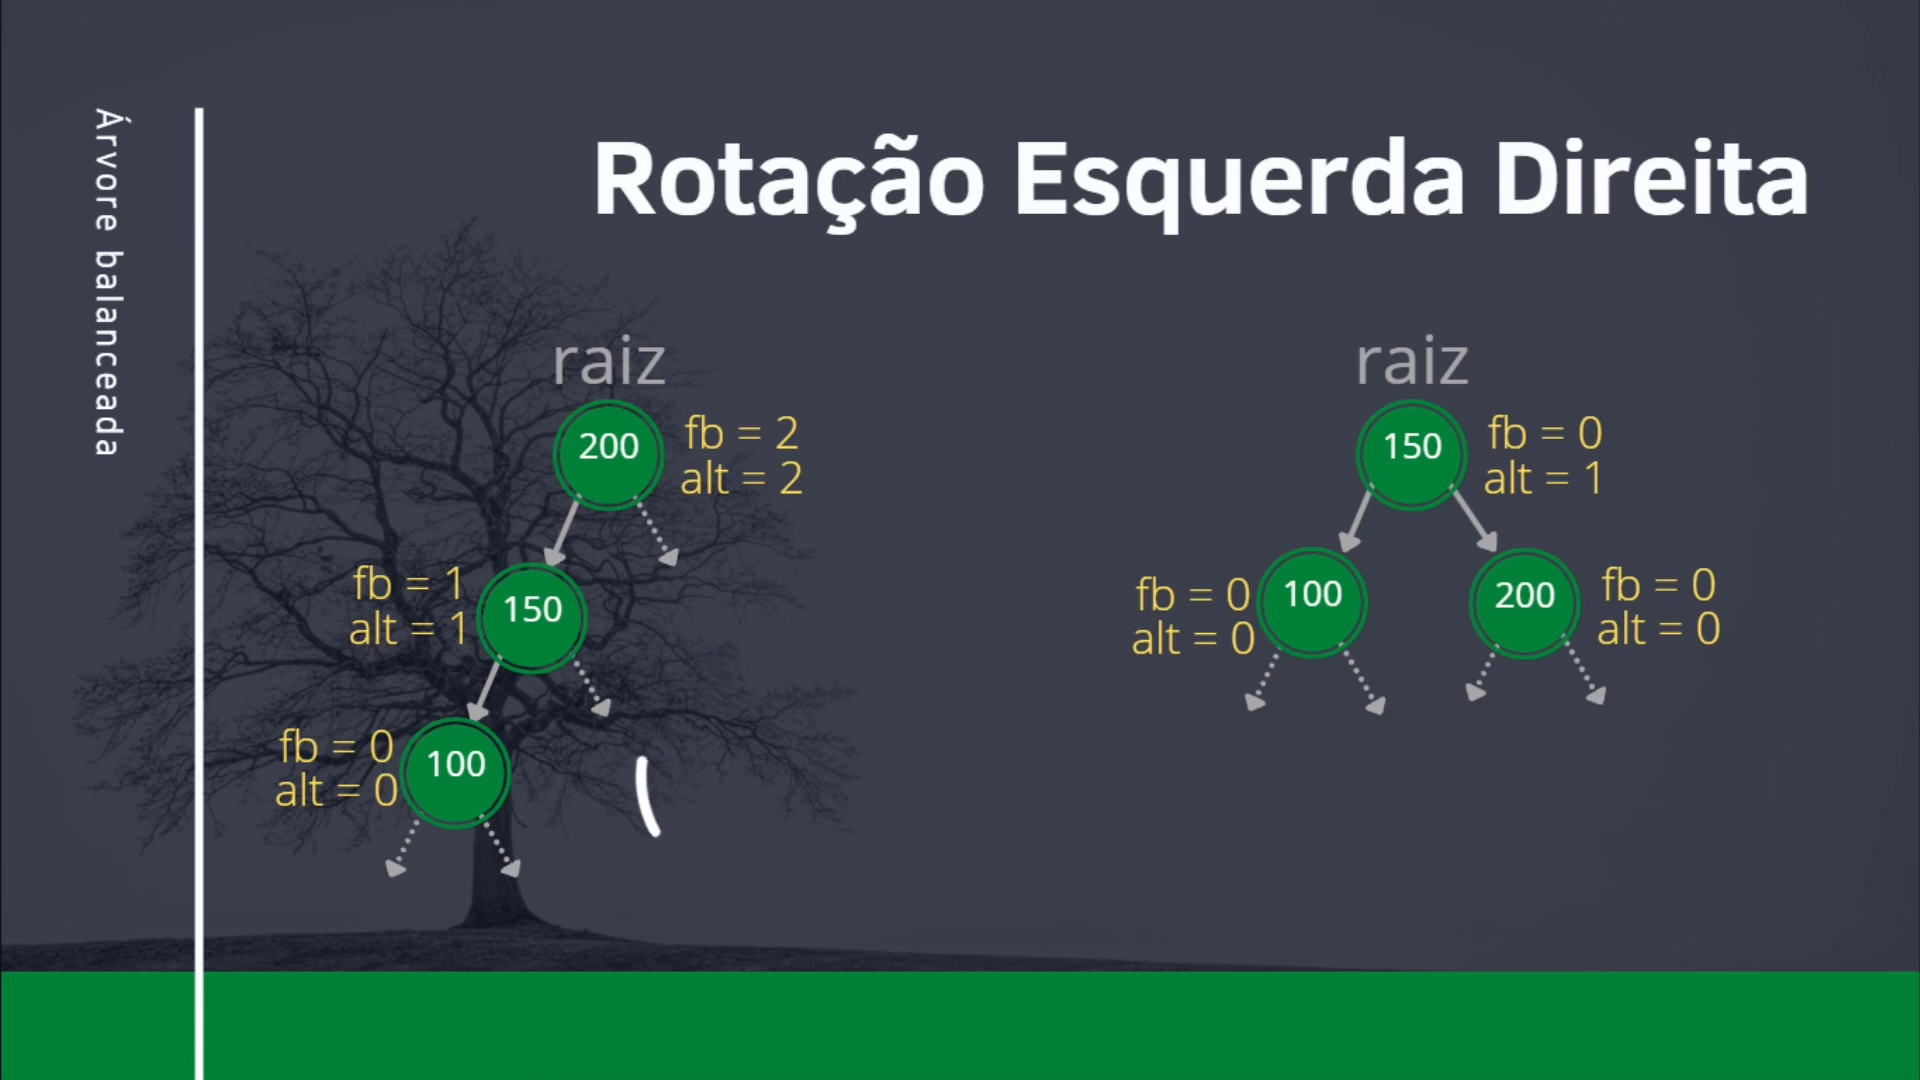 Árvore balanceada
Rotação Esquerda Direita
raiz
200
fb = 2
alt = 2
fb = 1
alt = 1
150
fb = 0
alt = 0
100
raiz
150
fb = 0
alt = 1
fb = 0
alt = 0
100
200
fb = 0
alt = 0